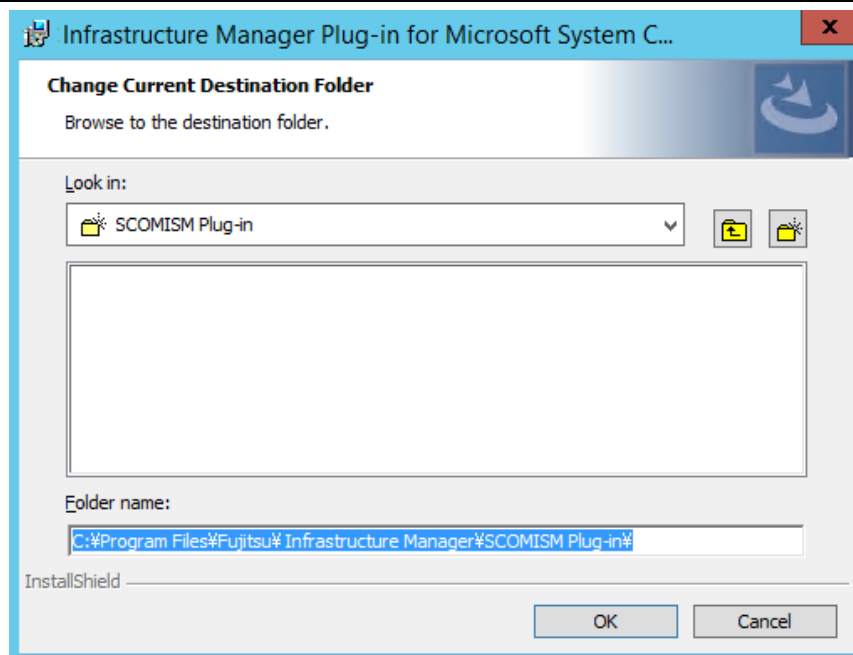 Infrastructure Manager Plug-in for Microsoft System C...
x
Change Current Destination Folder
Browse to the destination folder.
Look in:
SCOMISM Plug-in
Folder name:
C:¥Program Files¥Fujitsu¥ Infrastructure Manager¥SCOMISM Plug-in¥
InstallShield
OK Cancel